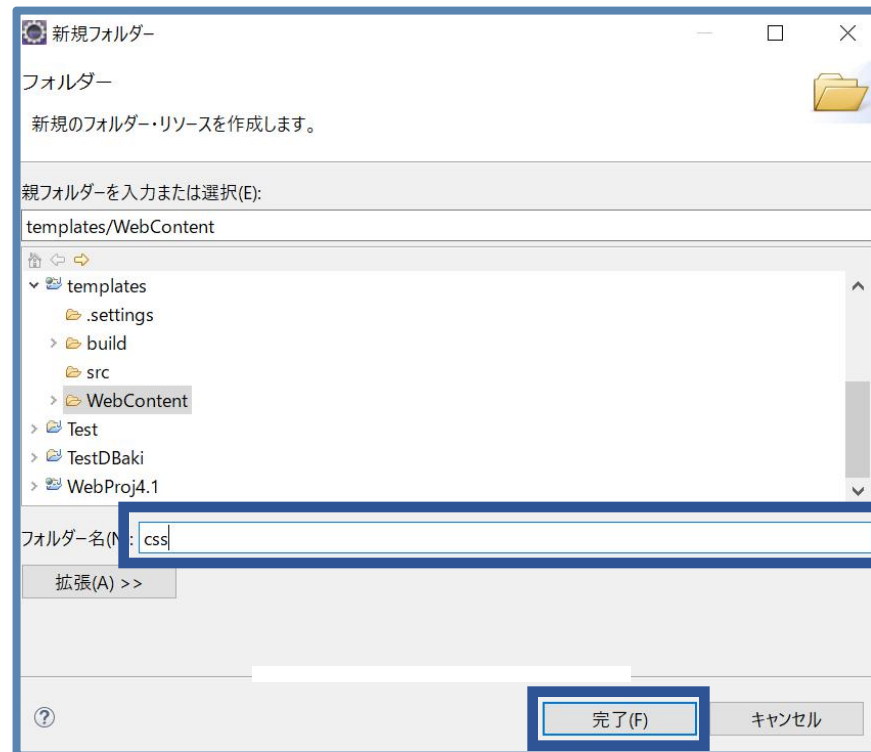 新規フォルダー
フォルダー
新規のフォルダー・リソースを作成します。
親フォルダーを入力または選択(E):
templates/WebContent
templates
.settings
build
src
WebContent
Test
TestDBaki
WebProj4.1
フォルダー名(N : css
拡張(A) >>
完了(F) キャンセル